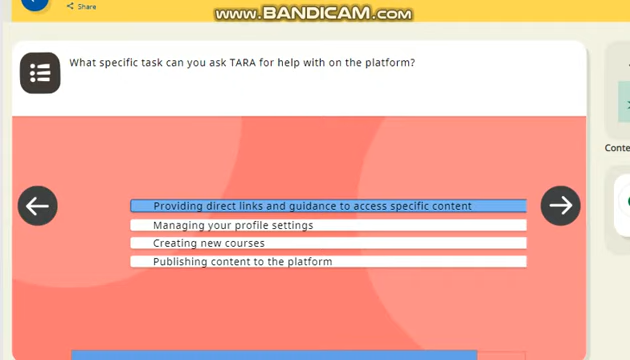 www.BANDICAM.com
Share
What specific task can you ask TARA for help with on the platform?
Conte
Providing direct links and guidance to access specific content
Managing your profile settings
Creating new courses
Publishing content to the platform